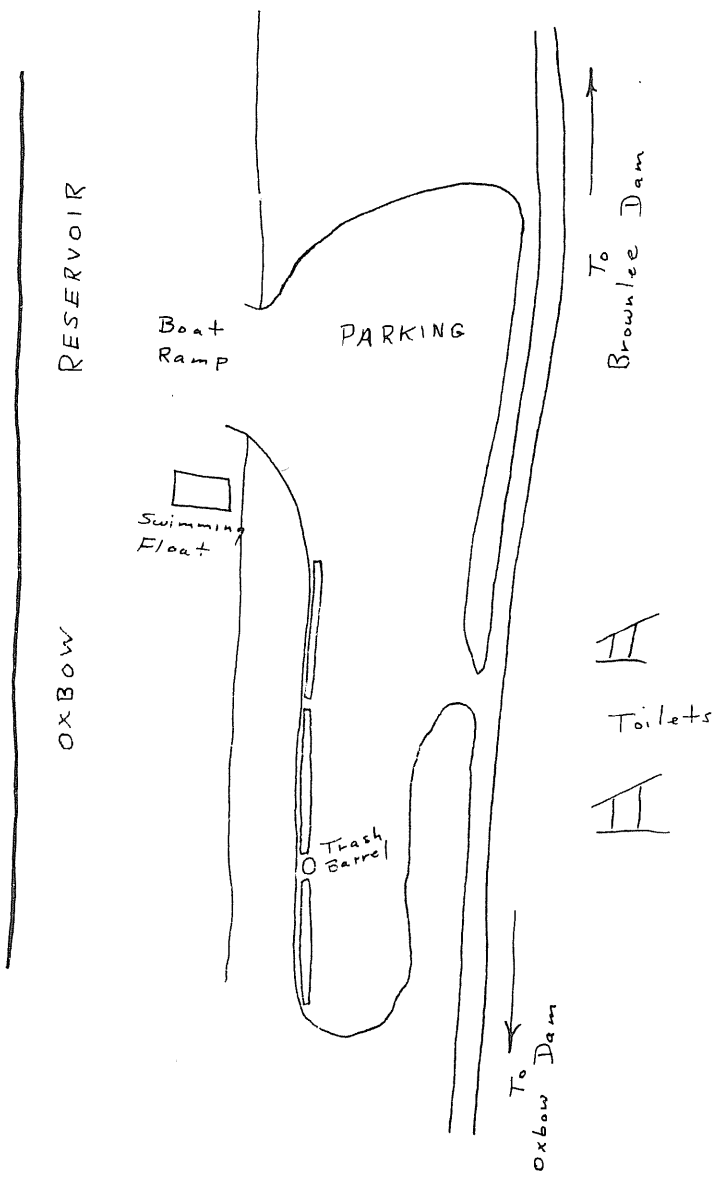 RESERVOIR
OXBOW
Boat
Ramp
PARKING
To
Brownlee Dam
Swimming
Float
Toilets
Trash
Barrel
To
Oxbow Dam